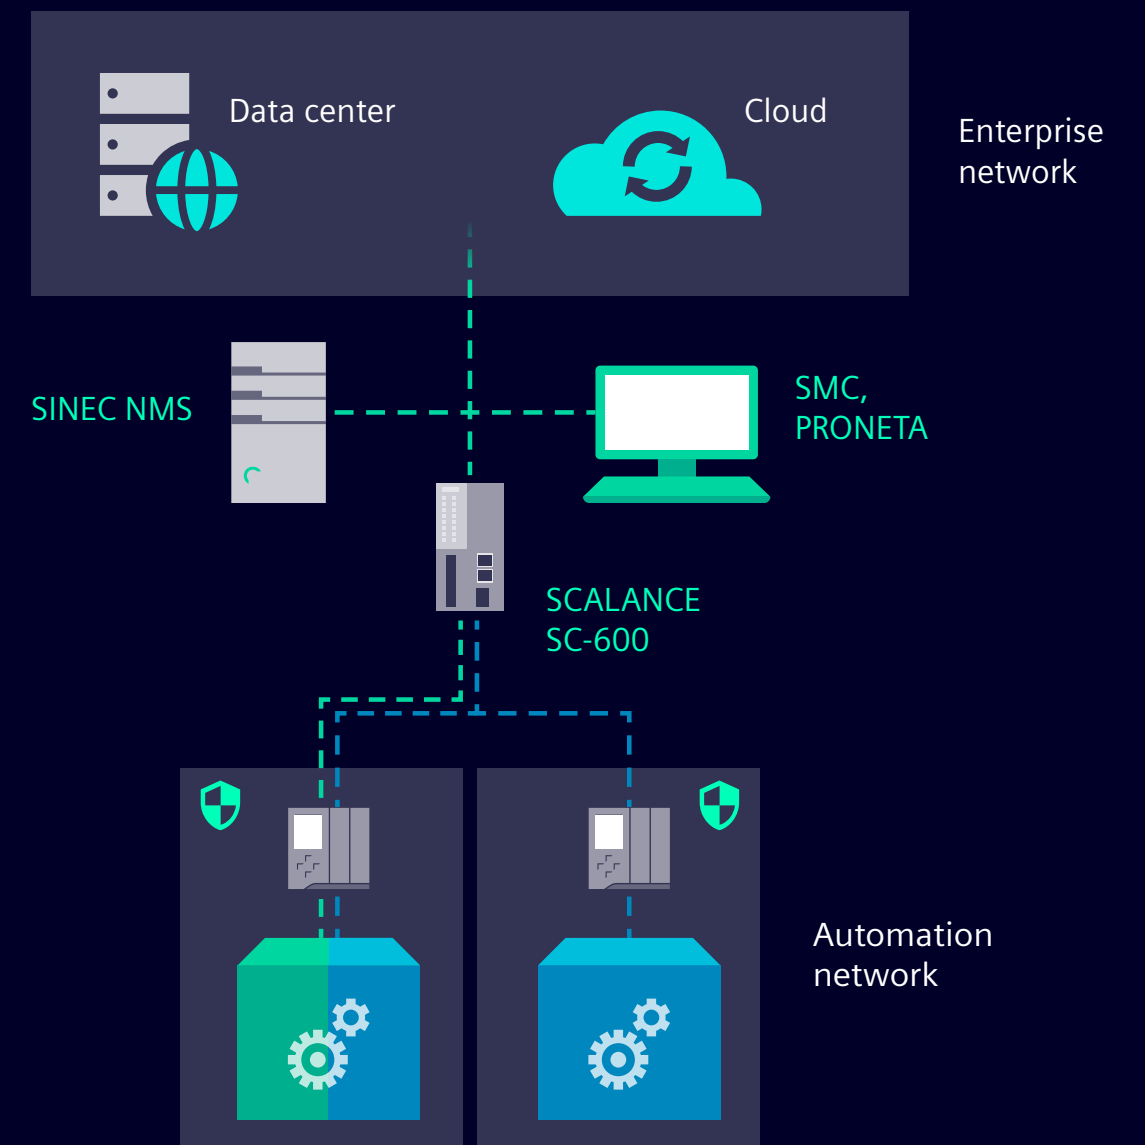 Data center
Cloud
Enterprise
network
SINEC NMS
SMC,
PRONETA
SCALANCE
SC-600
Automation
network